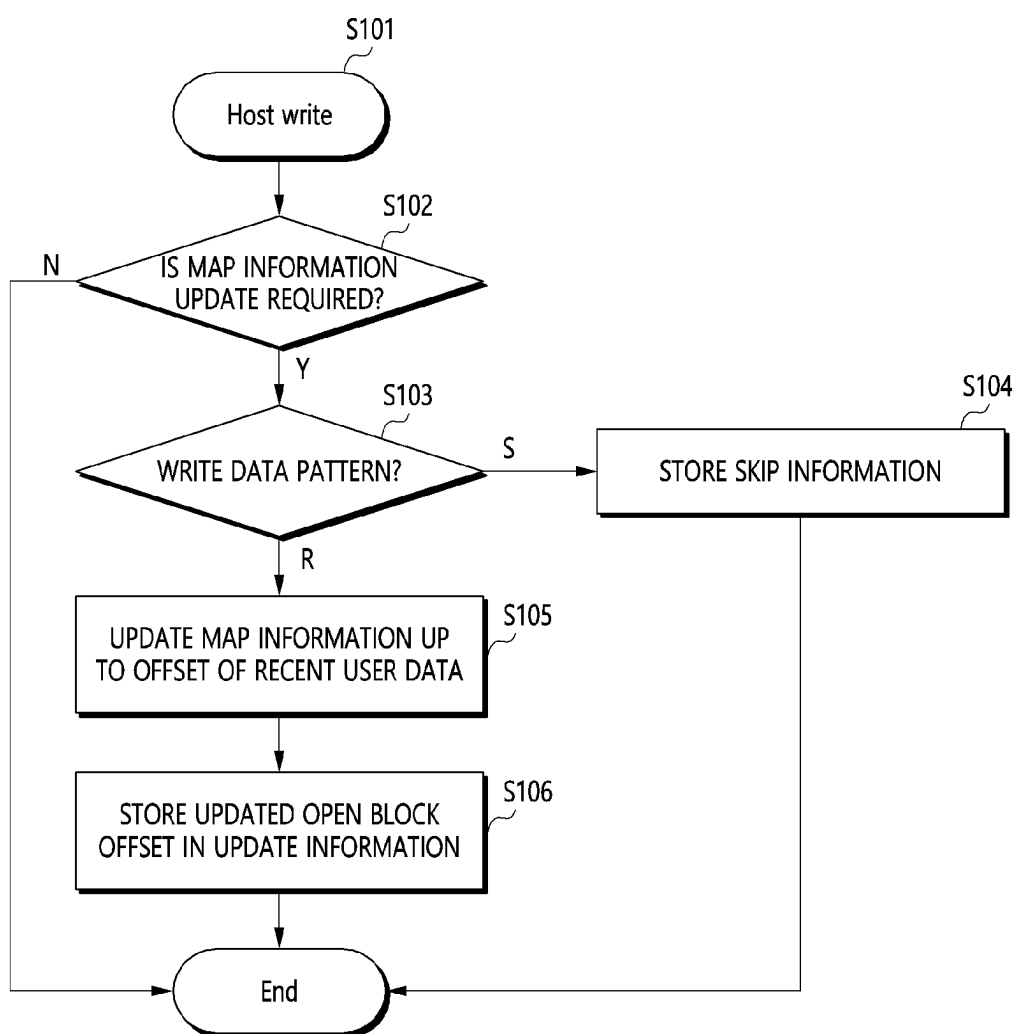 S101
Host write
S102
N
IS MAP INFORMATION
UPDATE REQUIRED?
Y
S103
S104
WRITE DATA PATTERN?
S
STORE SKIP INFORMATION
R
S105
UPDATE MAP INFORMATION UP
TO OFFSET OF RECENT USER DATA
S106
STORE UPDATED OPEN BLOCK
OFFSET IN UPDATE INFORMATION
End